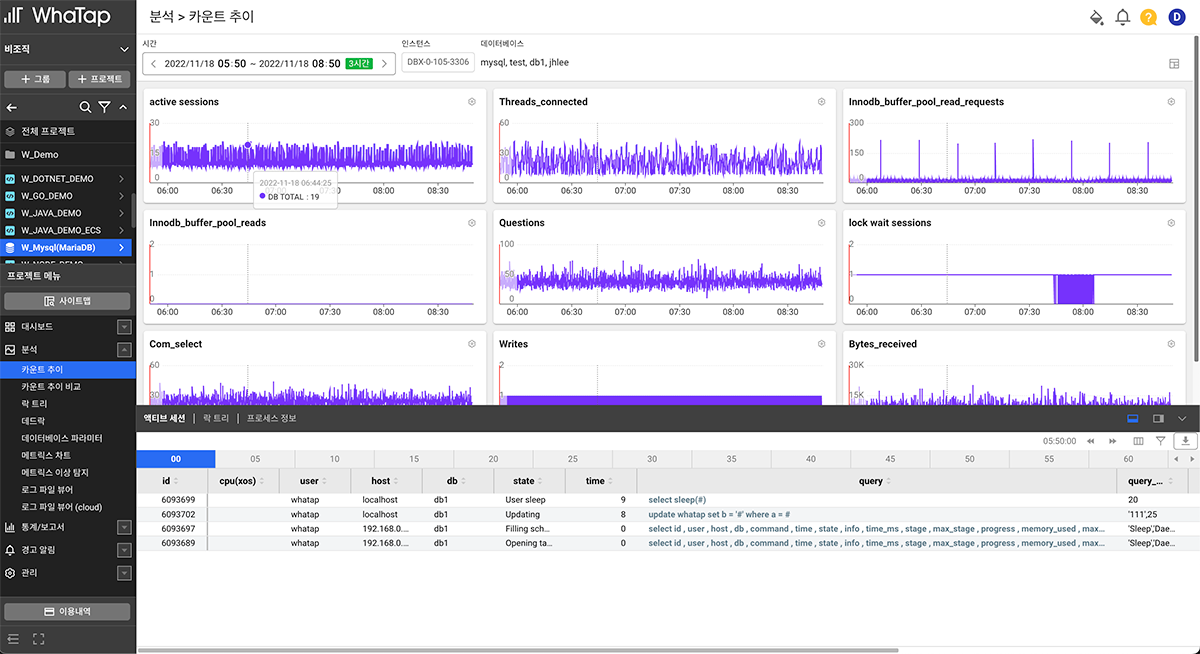 WhaTap
비조직
+ 그룹 + 프로젝트
전체 프로젝트
W_Demo
W_DOTNET_DEMO
W_GO_DEMO
W_JAVA_DEMO
W_JAVA_DEMO_ECS
W_Mysql(MariaDB)
W_NODE_DEMO
프로젝트 메뉴
사이트맵
대시보드
분석
카운트 추이
카운트 추이 비교
락 트리
데드락
데이터베이스 파라미터
메트릭스 차트
메트릭스 이상 탐지
로그 파일 뷰어
로그 파일 뷰어 (cloud)
통계/보고서
경고 알림
관리
이용내역
분석 > 카운트 추이
? D
시간 인스턴스 데이터베이스
2022/11/18 05:50 ~ 2022/11/18 08:50 3시간 DBX-0-105-3306 mysql, test, db1, jhlee
active sessions
30
15
0
06:00 06:30 07:00 07:30 08:00 08:30
2022-11-18 06:44:25
DB TOTAL : 19
Threads_connected
60
30
0
06:00 06:30 07:00 07:30 08:00 08:30
Innodb_buffer_pool_read_requests
300
150
0
06:00 06:30 07:00 07:30 08:00 08:30
Innodb_buffer_pool_reads
2
1
0
06:00 06:30 07:00 07:30 08:00 08:30
Questions
100
50
0
06:00 06:30 07:00 07:30 08:00 08:30
lock wait sessions
2
1
0
06:00 06:30 07:00 07:30 08:00 08:30
Com_select
60
30
Writes
2
1
Bytes_received
30K
15K
액티브 세션 | 락 트리 | 프로세스 정보
05:50:00
00 05 10 15 20 25 30 35 40 45 50 55 60
id cpu(xos) user host db state time query query_...
6093699 whatap localhost db1 User sleep 9 select sleep(#) 20
6093702 whatap localhost db1 Updating 8 update whatap set b = '#' where a = # '111',25
6093697 whatap 192.168.0.... db1 Filling sch... 0 select id , user , host , db , command , time , state , info , time_ms , stage , max_stage , progress , memory_used , max... 'Sleep','Dae...
6093689 whatap 192.168.0.... db1 Opening ta... 0 select id , user , host , db , command , time , state , info , time_ms , stage , max_stage , progress , memory_used , max... 'Sleep','Dae...